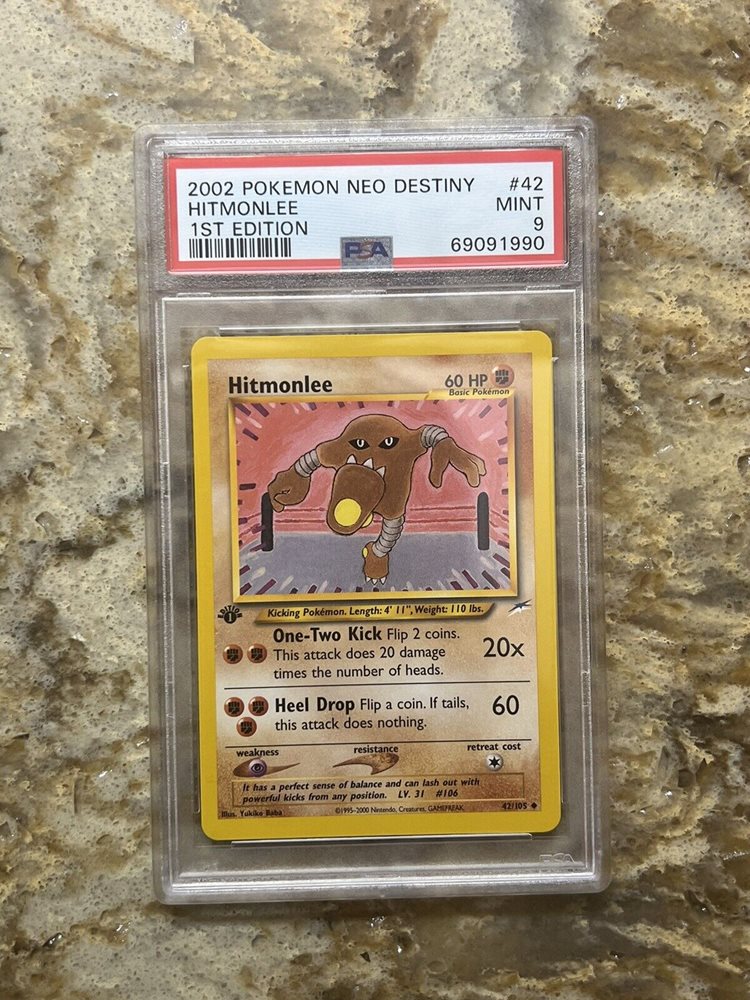 2002 POKEMON NEO DESTINY #42
HITMONLEE MINT
1ST EDITION 9
PSA 69091990
Hitmonlee 60 HP
Basic Pokémon
Kicking Pokémon. Length: 4' 11", Weight: 110 lbs.
EDITION
1
One-Two Kick Flip 2 coins.
This attack does 20 damage 20x
times the number of heads.
Heel Drop Flip a coin. If tails, 60
this attack does nothing.
weakness resistance retreat cost
It has a perfect sense of balance and can lash out with
powerful kicks from any position. LV. 31 #106
Illus. Yukiko Baba ©1995-2000 Nintendo, Creatures, GAMEFREAK. 42/105
PSA